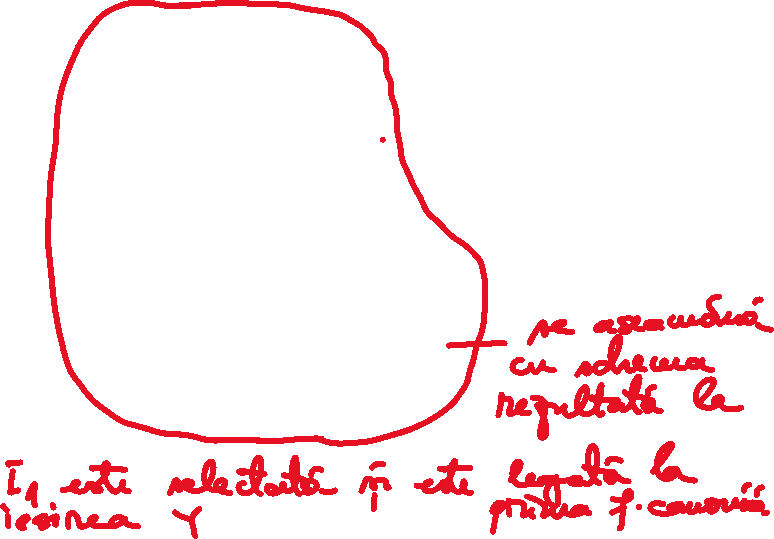 se aseamănă
cu schema
rezultată la
I1 este selectată și este legată la
ieșirea Y
prima f. canonică